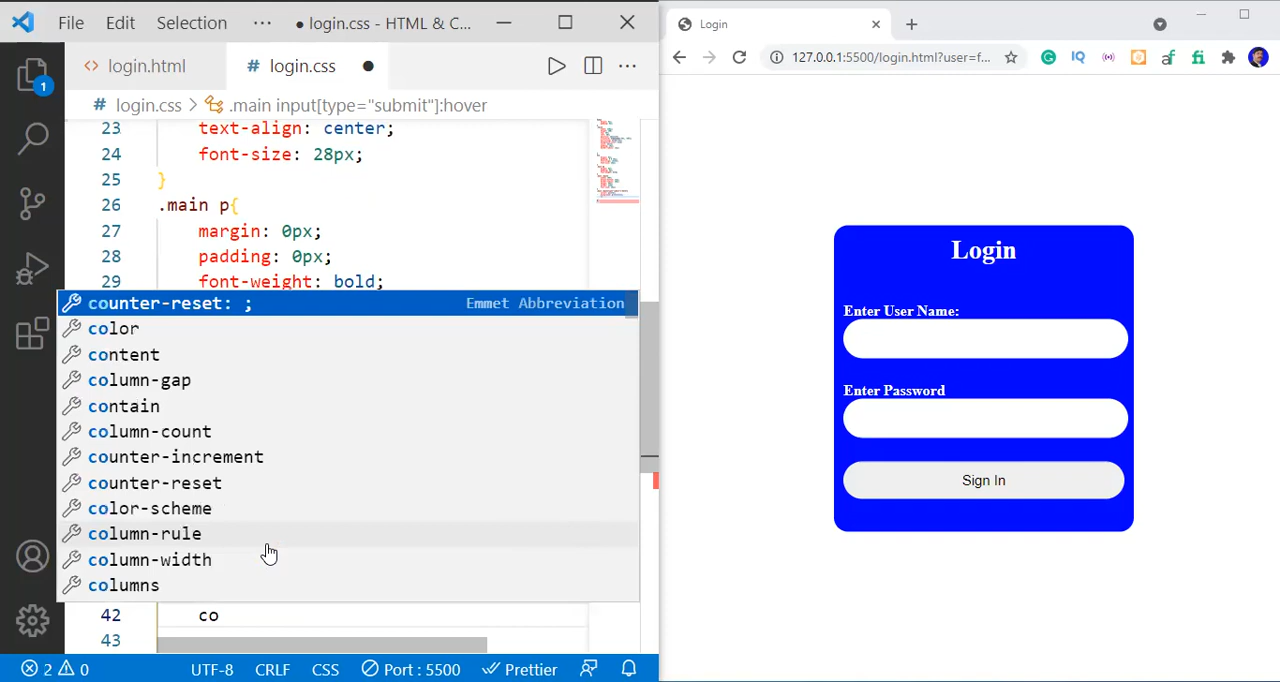 File Edit Selection ··· ● login.css - HTML & C...
login.html
# login.css ●
# login.css > .main input[type="submit"]:hover
23 text-align: center;
24 font-size: 28px;
25 }
26 .main p{
27 margin: 0px;
28 padding: 0px;
29 font-weight: bold;
counter-reset: ; Emmet Abbreviation
color
content
column-gap
contain
column-count
counter-increment
counter-reset
color-scheme
column-rule
column-width
columns
42 co
43
1
2 0 UTF-8 CRLF CSS Port : 5500 Prettier
Login
127.0.0.1:5500/login.html?user=f...
IQ
af
fi
Login
Enter User Name:
Enter Password
Sign In